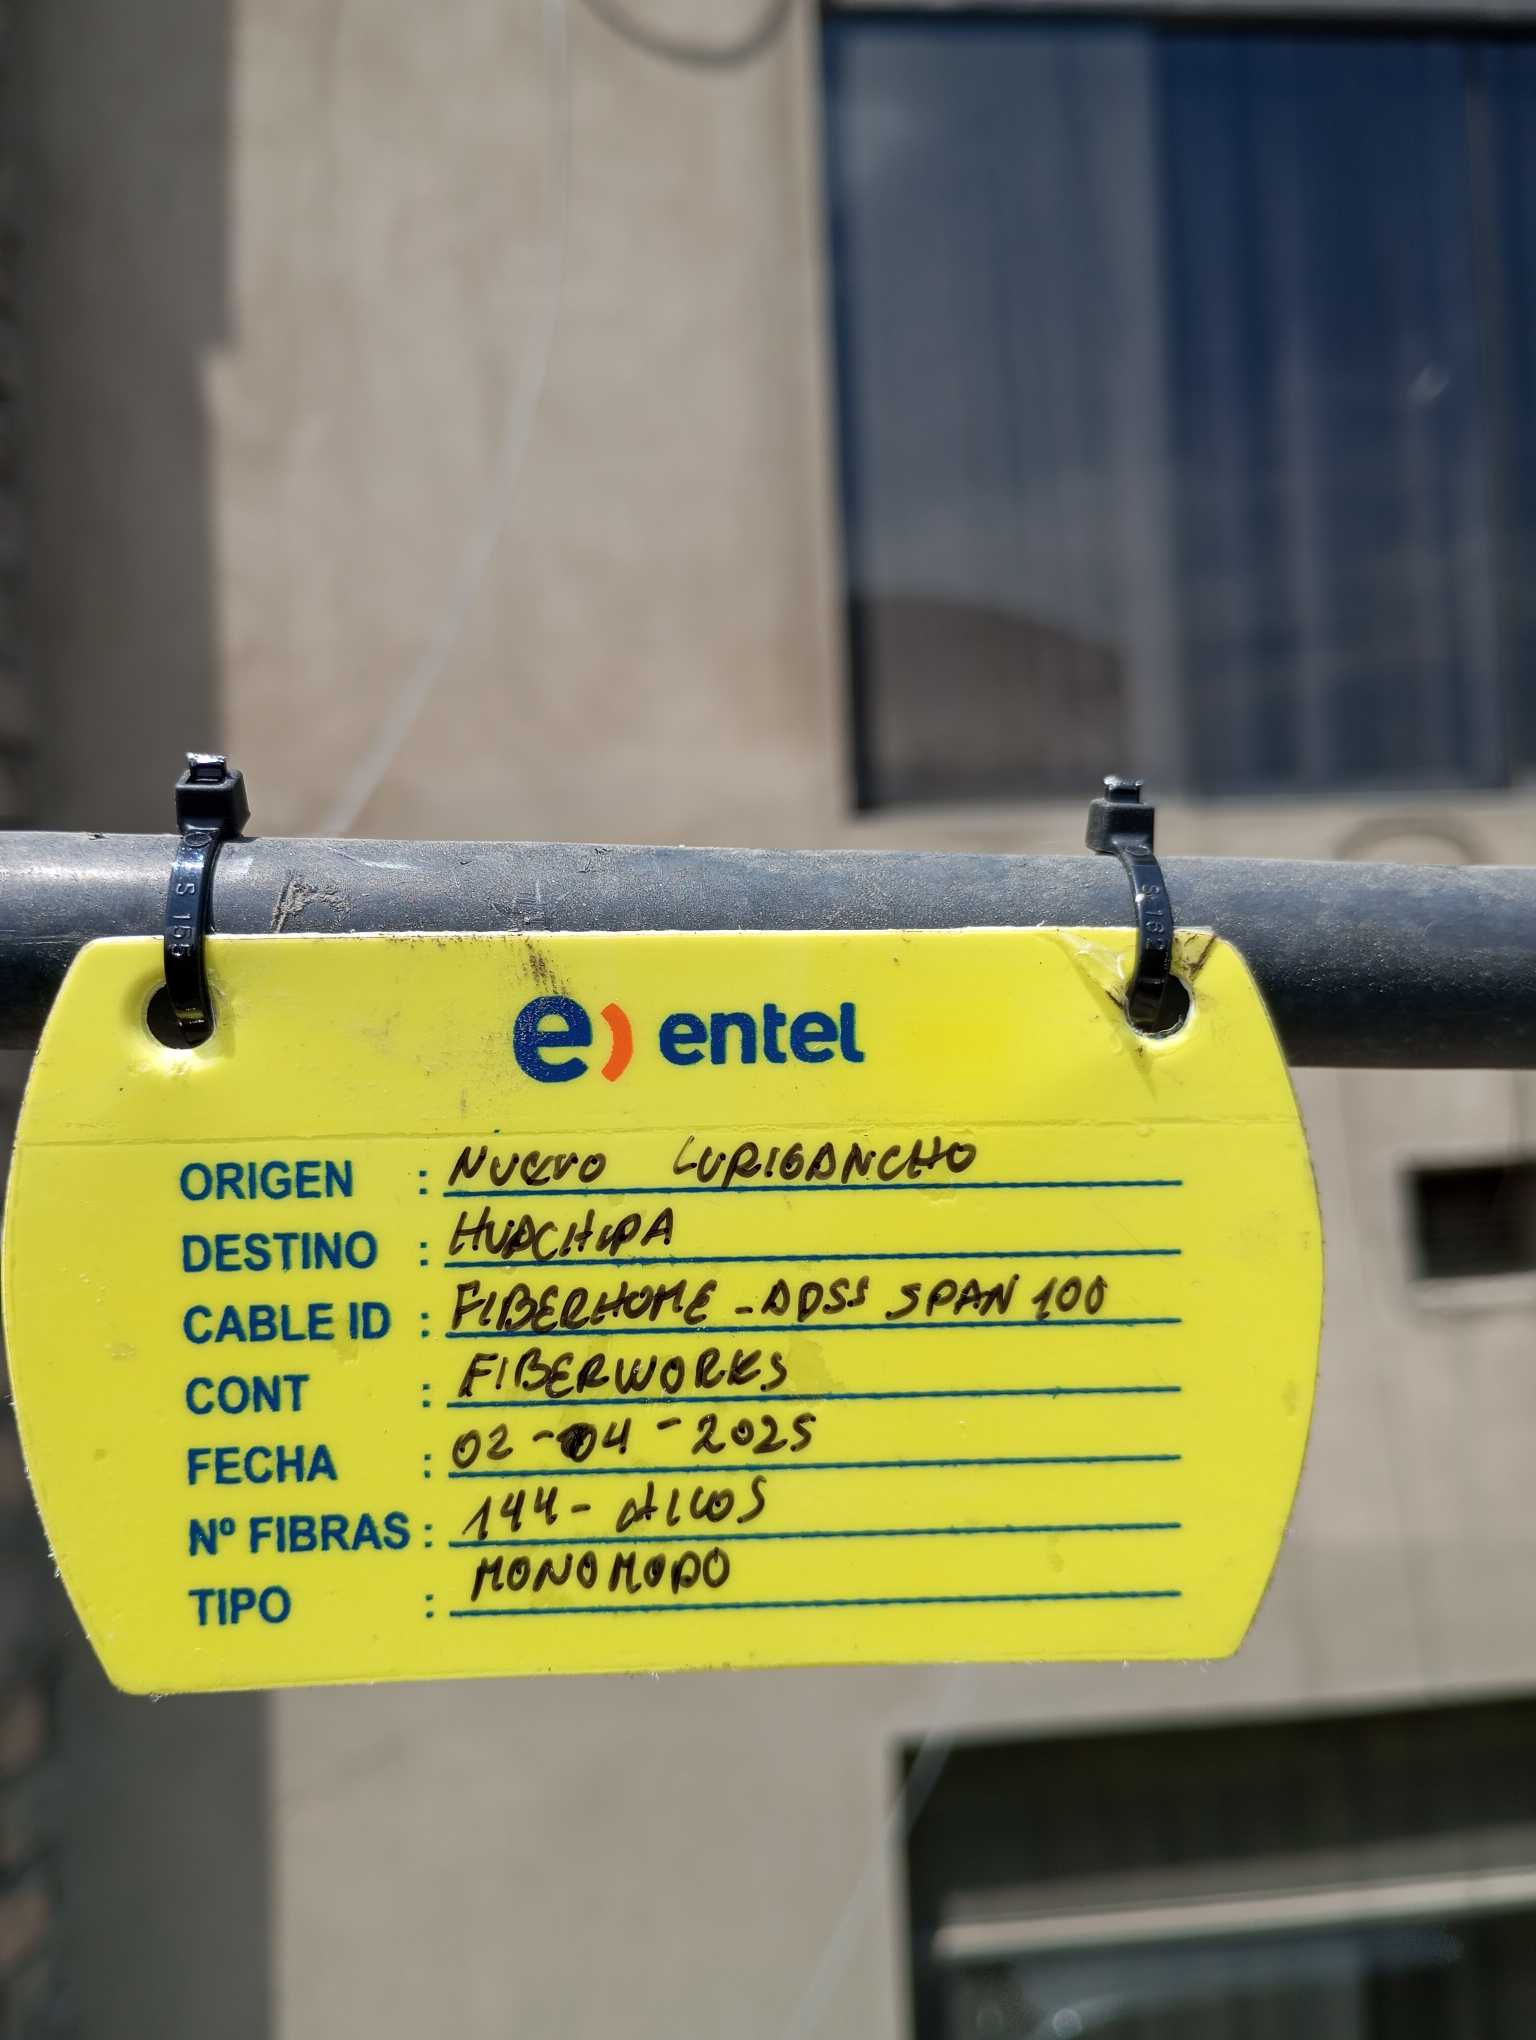 e) entel
ORIGEN : NUEVO LURIGANCHO
DESTINO : HUACHIPA
CABLE ID : FIBERHOME - ADSS SPAN 100
CONT : FIBERWORKS
FECHA : 02-04-2025
Nº FIBRAS : 144 - HILOS
TIPO : MONOMODO